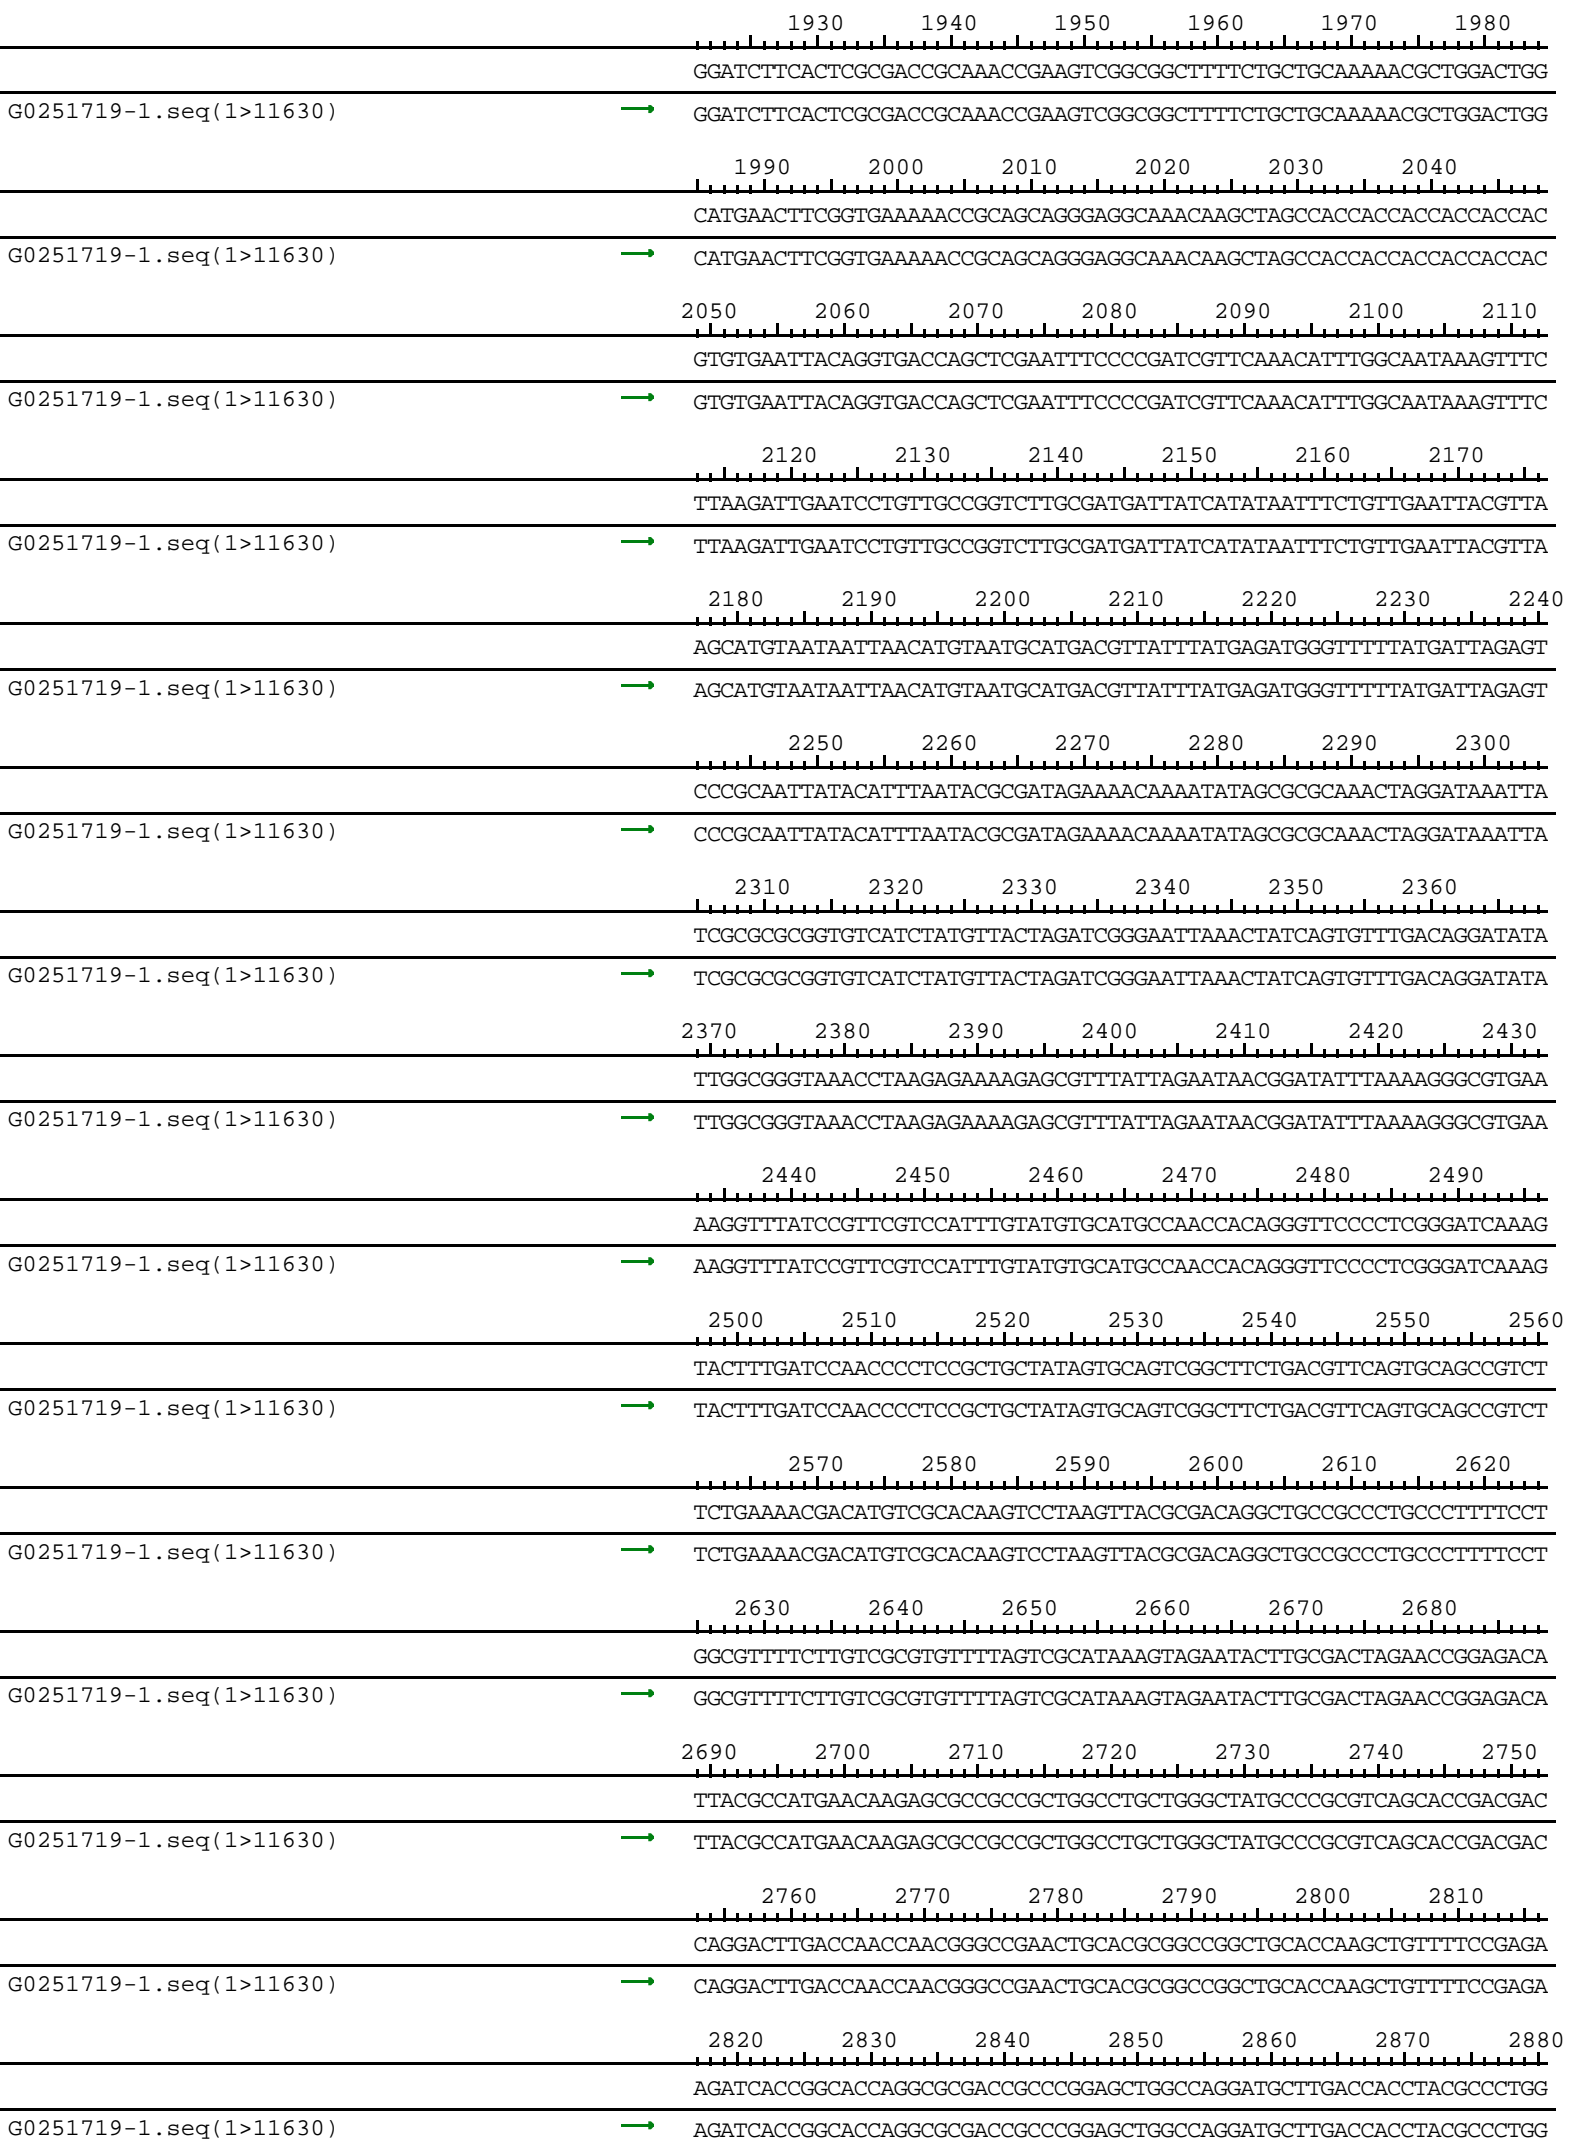 1930 1940 1950 1960 1970 1980
GGATCTTCACTCGCGACCGCAAACCGAAGTCGGCGGCTTTTCTGCTGCAAAAACGCTGGACTGG
G0251719-1.seq(1>11630) GGATCTTCACTCGCGACCGCAAACCGAAGTCGGCGGCTTTTCTGCTGCAAAAACGCTGGACTGG
1990 2000 2010 2020 2030 2040
CATGAACTTCGGTGAAAAACCGCAGCAGGGAGGCAAACAAGCTAGCCACCACCACCACCACCAC
G0251719-1.seq(1>11630) CATGAACTTCGGTGAAAAACCGCAGCAGGGAGGCAAACAAGCTAGCCACCACCACCACCACCAC
2050 2060 2070 2080 2090 2100 2110
GTGTGAATTACAGGTGACCAGCTCGAATTTCCCCGATCGTTCAAACATTTGGCAATAAAGTTTC
G0251719-1.seq(1>11630) GTGTGAATTACAGGTGACCAGCTCGAATTTCCCCGATCGTTCAAACATTTGGCAATAAAGTTTC
2120 2130 2140 2150 2160 2170
TTAAGATTGAATCCTGTTGCCGGTCTTGCGATGATTATCATATAATTTCTGTTGAATTACGTTA
G0251719-1.seq(1>11630) TTAAGATTGAATCCTGTTGCCGGTCTTGCGATGATTATCATATAATTTCTGTTGAATTACGTTA
2180 2190 2200 2210 2220 2230 2240
AGCATGTAATAATTAACATGTAATGCATGACGTTATTTATGAGATGGGTTTTTATGATTAGAGT
G0251719-1.seq(1>11630) AGCATGTAATAATTAACATGTAATGCATGACGTTATTTATGAGATGGGTTTTTATGATTAGAGT
2250 2260 2270 2280 2290 2300
CCCGCAATTATACATTTAATACGCGATAGAAAACAAAATATAGCGCGCAAACTAGGATAAATTA
G0251719-1.seq(1>11630) CCCGCAATTATACATTTAATACGCGATAGAAAACAAAATATAGCGCGCAAACTAGGATAAATTA
2310 2320 2330 2340 2350 2360
TCGCGCGCGGTGTCATCTATGTTACTAGATCGGGAATTAAACTATCAGTGTTTGACAGGATATA
G0251719-1.seq(1>11630) TCGCGCGCGGTGTCATCTATGTTACTAGATCGGGAATTAAACTATCAGTGTTTGACAGGATATA
2370 2380 2390 2400 2410 2420 2430
TTGGCGGGTAAACCTAAGAGAAAAGAGCGTTTATTAGAATAACGGATATTTAAAAGGGCGTGAA
G0251719-1.seq(1>11630) TTGGCGGGTAAACCTAAGAGAAAAGAGCGTTTATTAGAATAACGGATATTTAAAAGGGCGTGAA
2440 2450 2460 2470 2480 2490
AAGGTTTATCCGTTCGTCCATTTGTATGTGCATGCCAACCACAGGGTTCCCCTCGGGATCAAAG
G0251719-1.seq(1>11630) AAGGTTTATCCGTTCGTCCATTTGTATGTGCATGCCAACCACAGGGTTCCCCTCGGGATCAAAG
2500 2510 2520 2530 2540 2550 2560
TACTTTGATCCAACCCCTCCGCTGCTATAGTGCAGTCGGCTTCTGACGTTCAGTGCAGCCGTCT
G0251719-1.seq(1>11630) TACTTTGATCCAACCCCTCCGCTGCTATAGTGCAGTCGGCTTCTGACGTTCAGTGCAGCCGTCT
2570 2580 2590 2600 2610 2620
TCTGAAAACGACATGTCGCACAAGTCCTAAGTTACGCGACAGGCTGCCGCCCTGCCCTTTTCCT
G0251719-1.seq(1>11630) TCTGAAAACGACATGTCGCACAAGTCCTAAGTTACGCGACAGGCTGCCGCCCTGCCCTTTTCCT
2630 2640 2650 2660 2670 2680
GGCGTTTTCTTGTCGCGTGTTTTAGTCGCATAAAGTAGAATACTTGCGACTAGAACCGGAGACA
G0251719-1.seq(1>11630) GGCGTTTTCTTGTCGCGTGTTTTAGTCGCATAAAGTAGAATACTTGCGACTAGAACCGGAGACA
2690 2700 2710 2720 2730 2740 2750
TTACGCCATGAACAAGAGCGCCGCCGCTGGCCTGCTGGGCTATGCCCGCGTCAGCACCGACGAC
G0251719-1.seq(1>11630) TTACGCCATGAACAAGAGCGCCGCCGCTGGCCTGCTGGGCTATGCCCGCGTCAGCACCGACGAC
2760 2770 2780 2790 2800 2810
CAGGACTTGACCAACCAACGGGCCGAACTGCACGCGGCCGGCTGCACCAAGCTGTTTTCCGAGA
G0251719-1.seq(1>11630) CAGGACTTGACCAACCAACGGGCCGAACTGCACGCGGCCGGCTGCACCAAGCTGTTTTCCGAGA
2820 2830 2840 2850 2860 2870 2880
AGATCACCGGCACCAGGCGCGACCGCCCGGAGCTGGCCAGGATGCTTGACCACCTACGCCCTGG
G0251719-1.seq(1>11630) AGATCACCGGCACCAGGCGCGACCGCCCGGAGCTGGCCAGGATGCTTGACCACCTACGCCCTGG